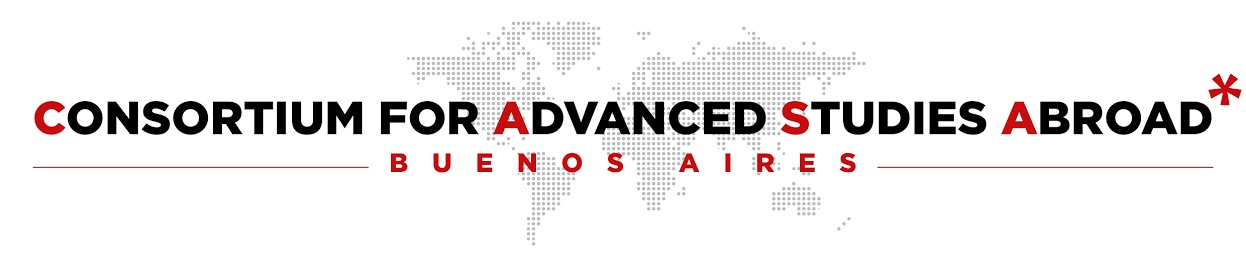 CONSORTIUM FOR ADVANCED STUDIES ABROAD*
BUENOS AIRES